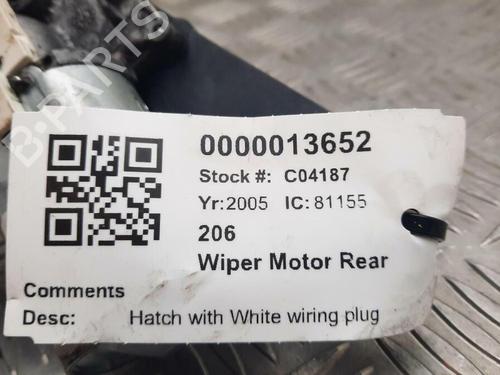 B-PARTS
0000013652
Stock #: C04187
Yr:2005 IC:81155
206
Wiper Motor Rear
Comments
Desc: Hatch with White wiring plug